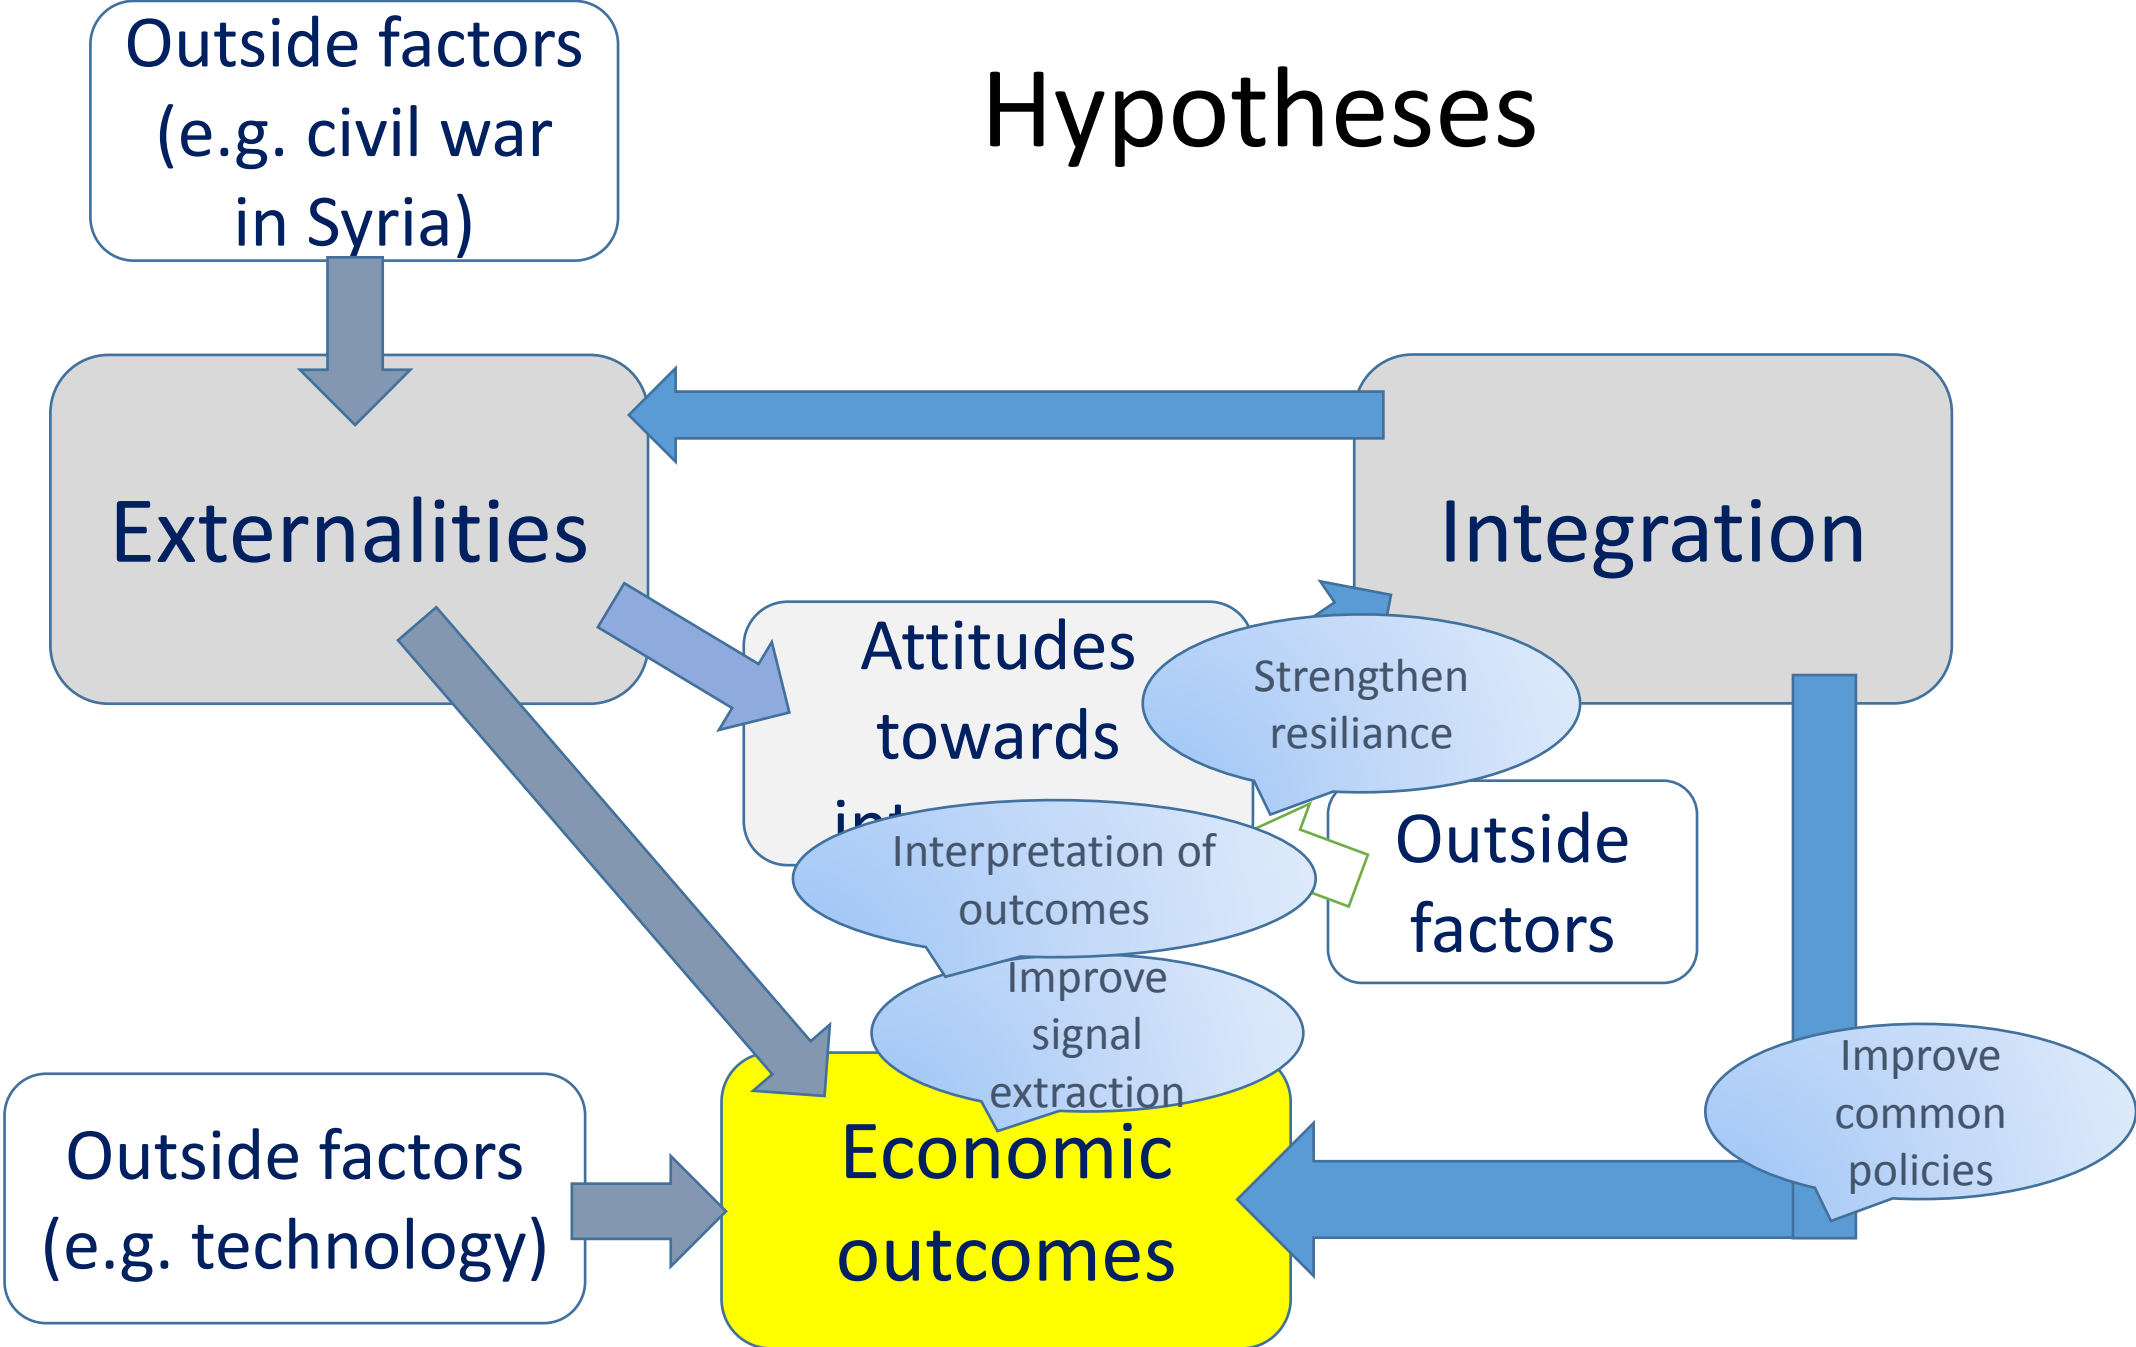 Outside factors
(e.g. civil war
in Syria)
Hypotheses
Externalities
Integration
Attitudes
towards
Strengthen
resiliance
Interpretation of
outcomes
Outside
factors
Improve
signal
extraction
Improve
common
policies
Outside factors
(e.g. technology)
Economic
outcomes